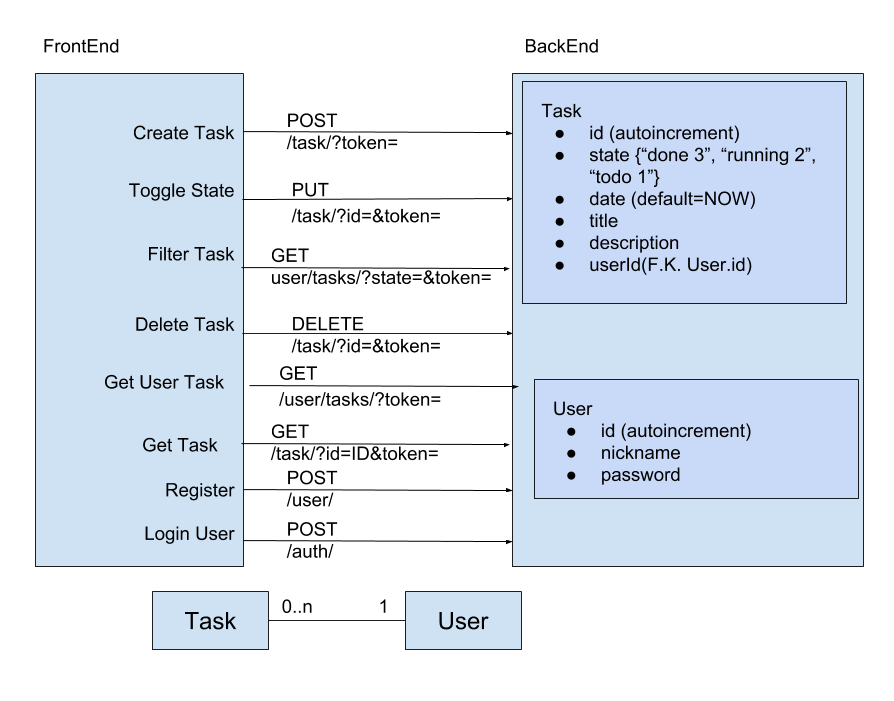 FrontEnd
BackEnd
Create Task
POST
/task/?token=
Toggle State
PUT
/task/?id=&token=
Filter Task
GET
user/tasks/?state=&token=
Delete Task
DELETE
/task/?id=&token=
Get User Task
GET
/user/tasks/?token=
Get Task
GET
/task/?id=ID&token=
Register
POST
/user/
Login User
POST
/auth/
Task
● id (autoincrement)
● state {“done 3”, “running 2”,
“todo 1”}
● date (default=NOW)
● title
● description
● userId(F.K. User.id)
User
● id (autoincrement)
● nickname
● password
Task
0..n
1
User